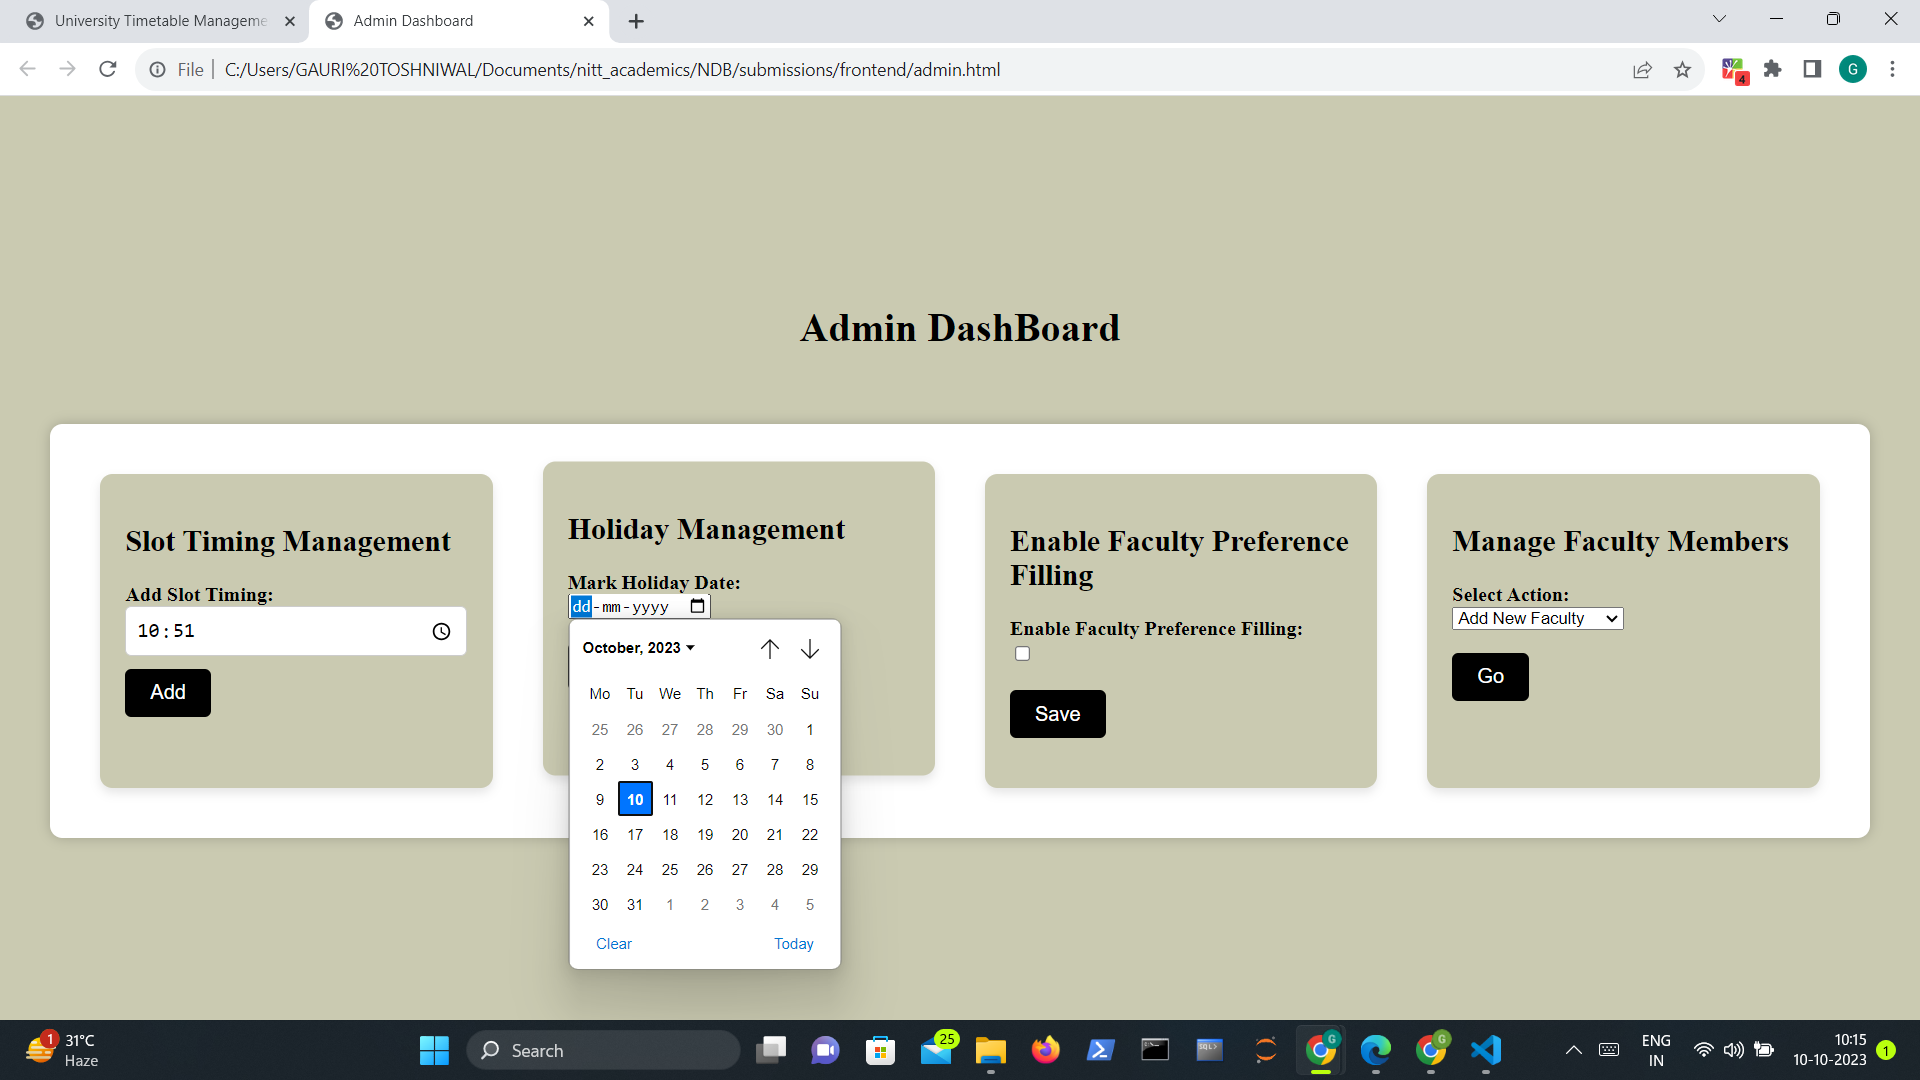 University Timetable Manageme
Admin Dashboard
File
C:/Users/GAURI%20TOSHNIWAL/Documents/nitt_academics/NDB/submissions/frontend/admin.html
4
G
Admin DashBoard
Slot Timing Management
Add Slot Timing:
10:51
Add
Holiday Management
Mark Holiday Date:
dd-mm-yyyy
October, 2023
Mo Tu We Th Fr Sa Su
25 26 27 28 29 30 1
2 3 4 5 6 7 8
9 10 11 12 13 14 15
16 17 18 19 20 21 22
23 24 25 26 27 28 29
30 31 1 2 3 4 5
Clear Today
Enable Faculty Preference
Filling
Enable Faculty Preference Filling:
Save
Manage Faculty Members
Select Action:
Add New Faculty
Go
1
31°C
Haze
Search
25
SQL>
G
G
ENG
IN
10:15
10-10-2023
1